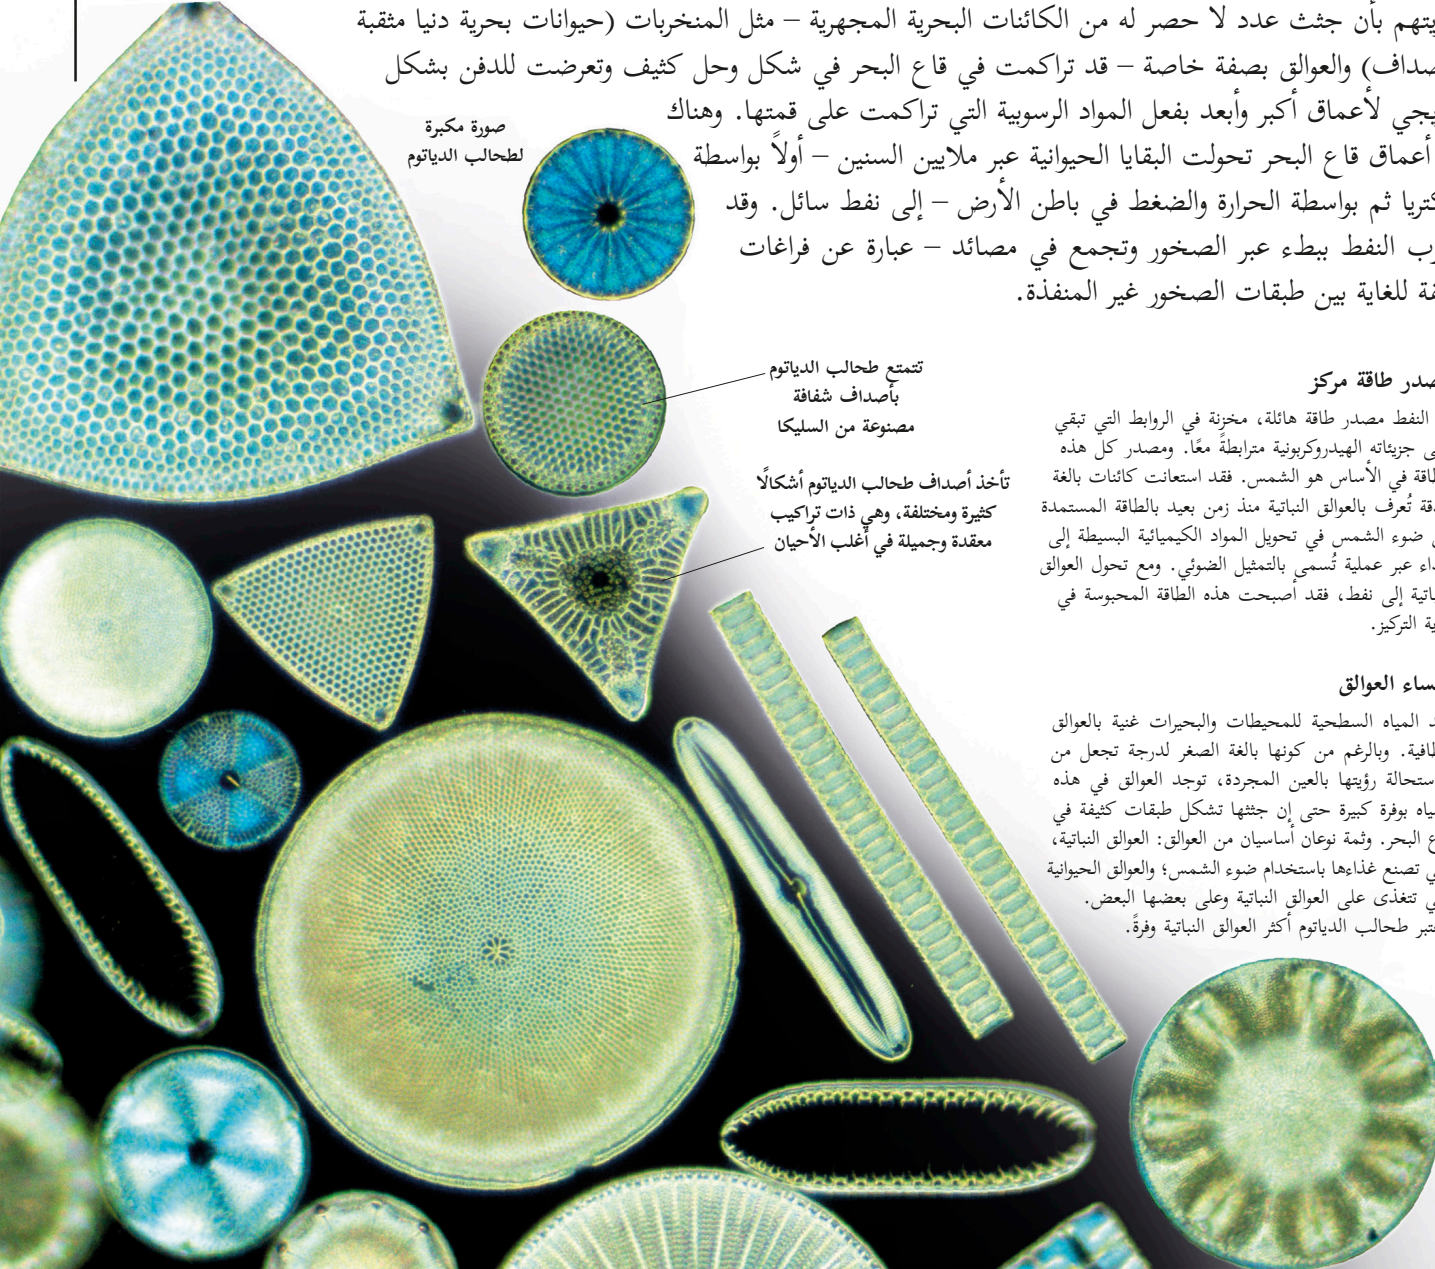 يتهم بأن جثث عدد لا حصر له من الكائنات البحرية المجهرية – مثل المنخربات (حيوانات بحرية دنيا مثقبة
صداف) والعوالق بصفة خاصة – قد تراكمت في قاع البحر في شكل وحل كثيف وتعرضت للدفن بشكل
يجي لأعماق أكبر وأبعد بفعل المواد الرسوبية التي تراكمت على قمتها. وهناك
أعماق قاع البحر تحولت البقايا الحيوانية عبر ملايين السنين – أولاً بواسطة
كتريا ثم بواسطة الحرارة والضغط في باطن الأرض – إلى نفط سائل. وقد
رب النفط ببطء عبر الصخور وتجمع في مصائد – عبارة عن فراغات
فة للغاية بين طبقات الصخور غير المنفذة.
صورة مكبرة
لطحالب الدياتوم
تتمتع طحالب الدياتوم
بأصداف شفافة
مصنوعة من السليكا
تأخذ أصداف طحالب الدياتوم أشكالًا
كثيرة ومختلفة، وهي ذات تراكيب
معقدة وجميلة في أغلب الأحيان
صدر طاقة مركز
النفط مصدر طاقة هائلة، مخزنة في الروابط التي تبقي
ى جزيئاته الهيدروكربونية مترابطةً معًا. ومصدر كل هذه
طاقة في الأساس هو الشمس. فقد استعانت كائنات بالغة
دقة تُعرف بالعوالق النباتية منذ زمن بعيد بالطاقة المستمدة
ن ضوء الشمس في تحويل المواد الكيميائية البسيطة إلى
داء عبر عملية تُسمى بالتمثيل الضوئي. ومع تحول العوالق
باتية إلى نفط، فقد أصبحت هذه الطاقة المحبوسة في
ية التركيز.
ساء العوالق
د المياه السطحية للمحيطات والبحيرات غنية بالعوالق
طافية. وبالرغم من كونها بالغة الصغر لدرجة تجعل من
ستحالة رؤيتها بالعين المجردة، توجد العوالق في هذه
ياه بوفرة كبيرة حتى إن جثثها تشكل طبقات كثيفة في
ع البحر. وثمة نوعان أساسيان من العوالق: العوالق النباتية،
ي تصنع غذاءها باستخدام ضوء الشمس؛ والعوالق الحيوانية
ي تتغذى على العوالق النباتية وعلى بعضها البعض.
تبر طحالب الدياتوم أكثر العوالق النباتية وفرةً.